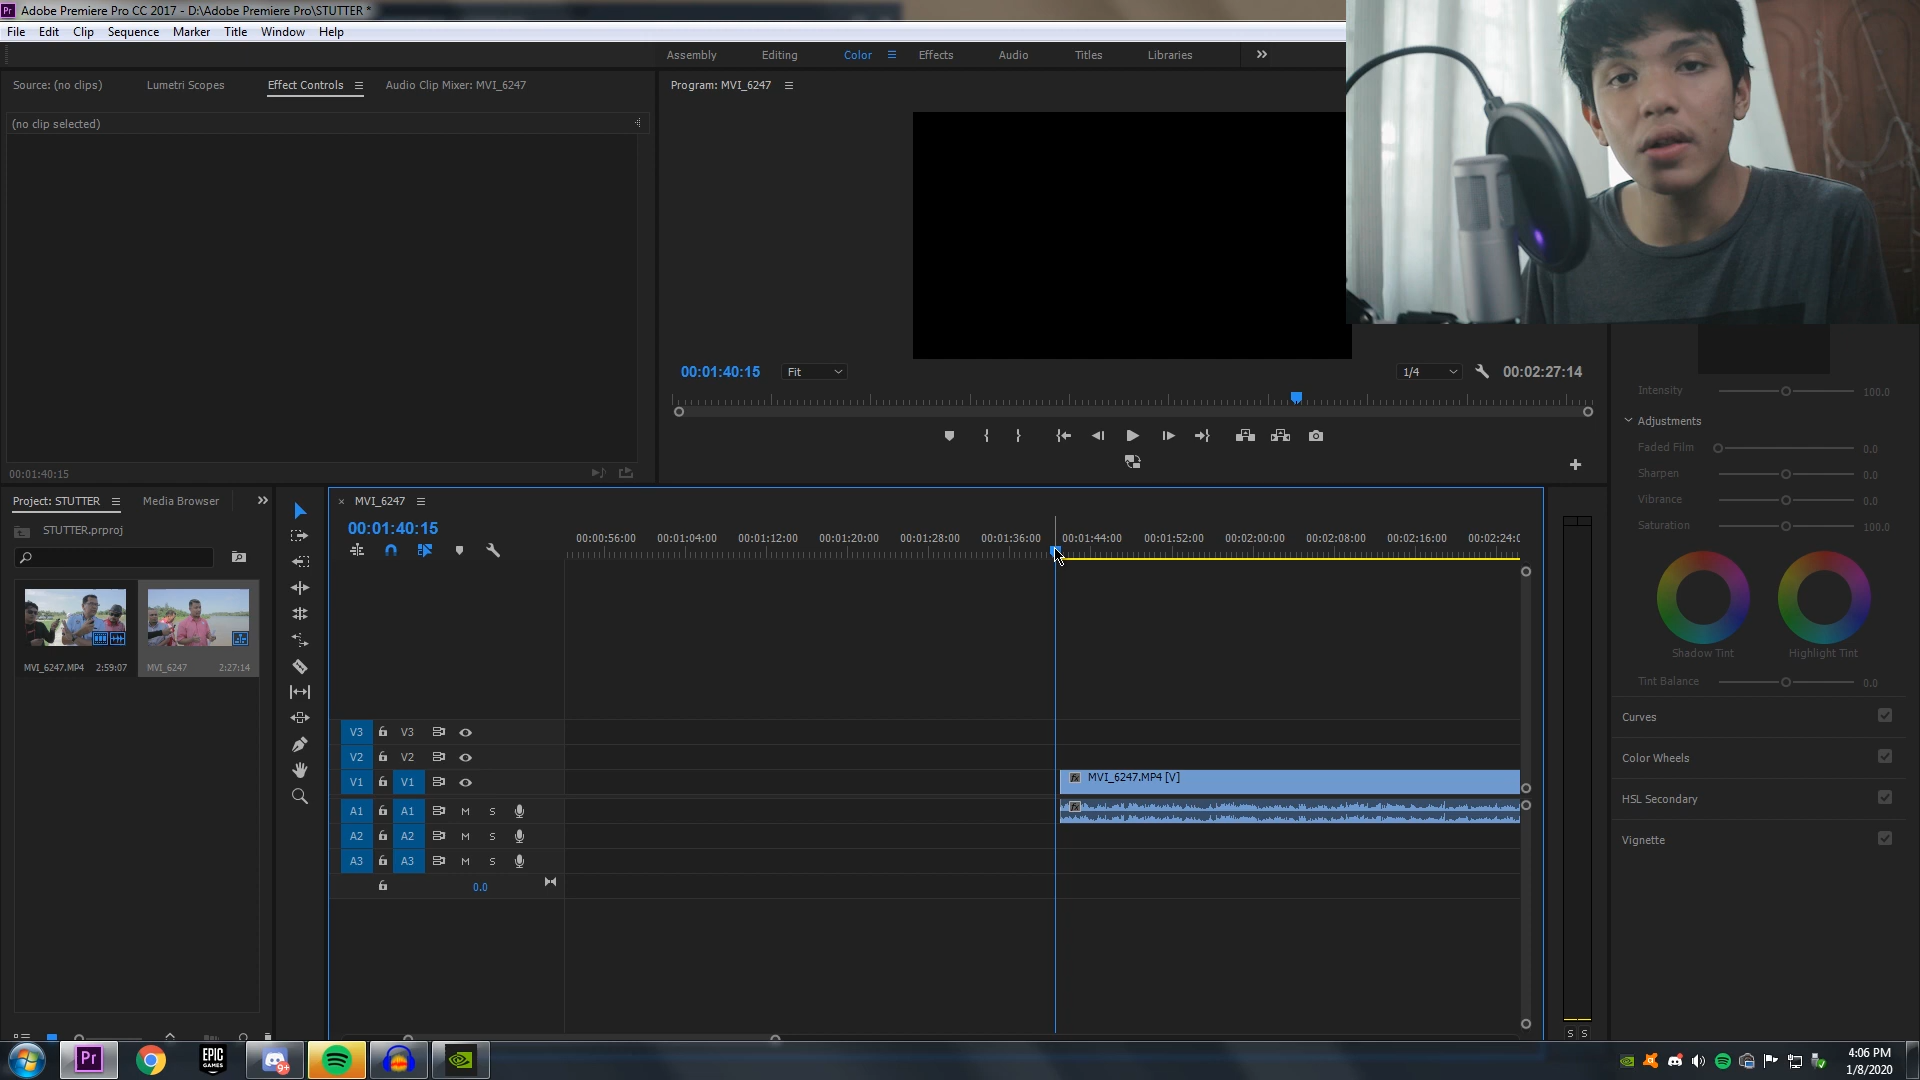 Adobe Premiere Pro CC 2017 - D:\Adobe Premiere Pro\STUTTER *
File Edit Clip Sequence Marker Title Window Help
Assembly Editing Color Effects Audio Titles Libraries
Source: (no clips) Lumetri Scopes Effect Controls Audio Clip Mixer: MVI_6247
Program: MVI_6247
(no clip selected)
00:01:40:15 Fit 1/4 00:02:27:14
Intensity 100.0
Adjustments
Faded Film 0.0
Sharpen 0.0
Vibrance 0.0
Saturation 100.0
Shadow Tint Highlight Tint
Tint Balance 0.0
Curves
Color Wheels
HSL Secondary
Vignette
00:01:40:15
Project: STUTTER Media Browser
STUTTER.prproj
MVI_6247.MP4 2:59:07 MVI_6247 2:27:14
MVI_6247
00:01:40:15
00:00:56:00 00:01:04:00 00:01:12:00 00:01:20:00 00:01:28:00 00:01:36:00 00:01:44:00 00:01:52:00 00:02:00:00 00:02:08:00 00:02:16:00 00:02:24:0
V3 V3
V2 V2
V1 V1 fx MVI_6247.MP4 [V]
A1 A1 M S fx
A2 A2 M S
A3 A3 M S
0.0
S S
Pr EPIC GAMES 9+
4:06 PM
1/8/2020